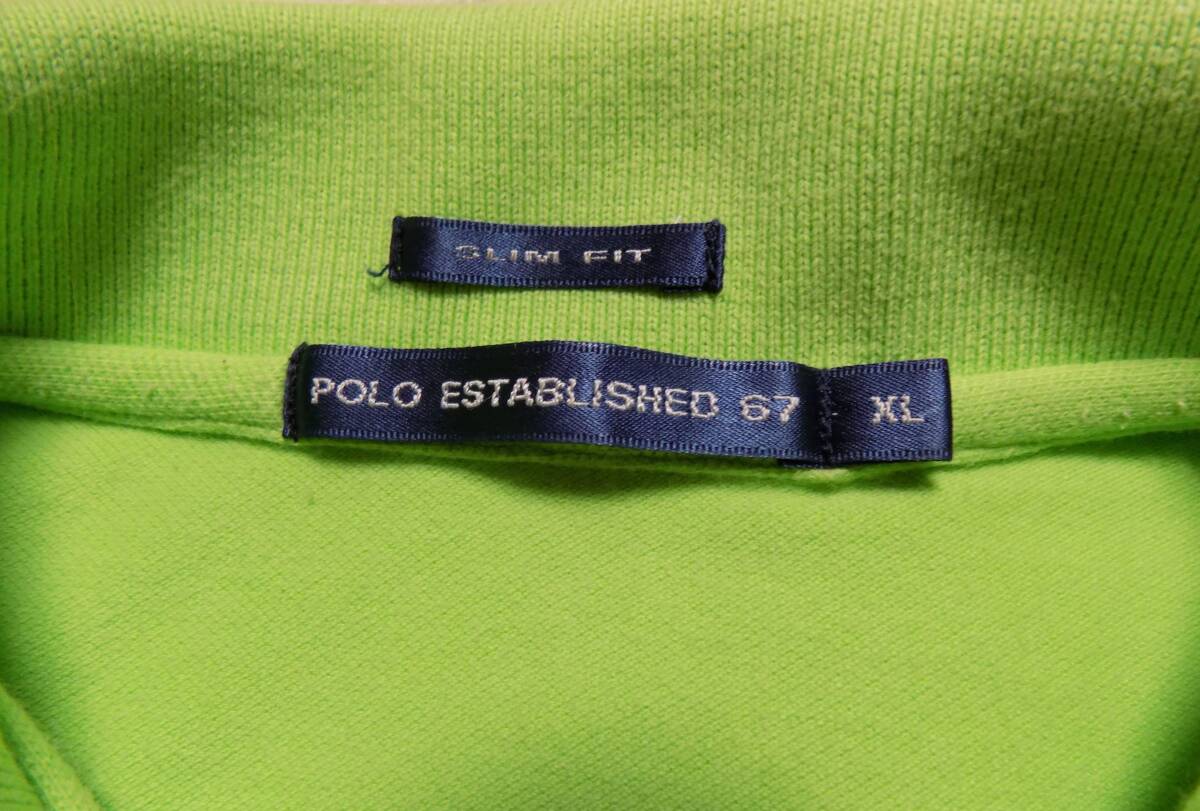 SLIM FIT
POLO ESTABLISHED 67 XL